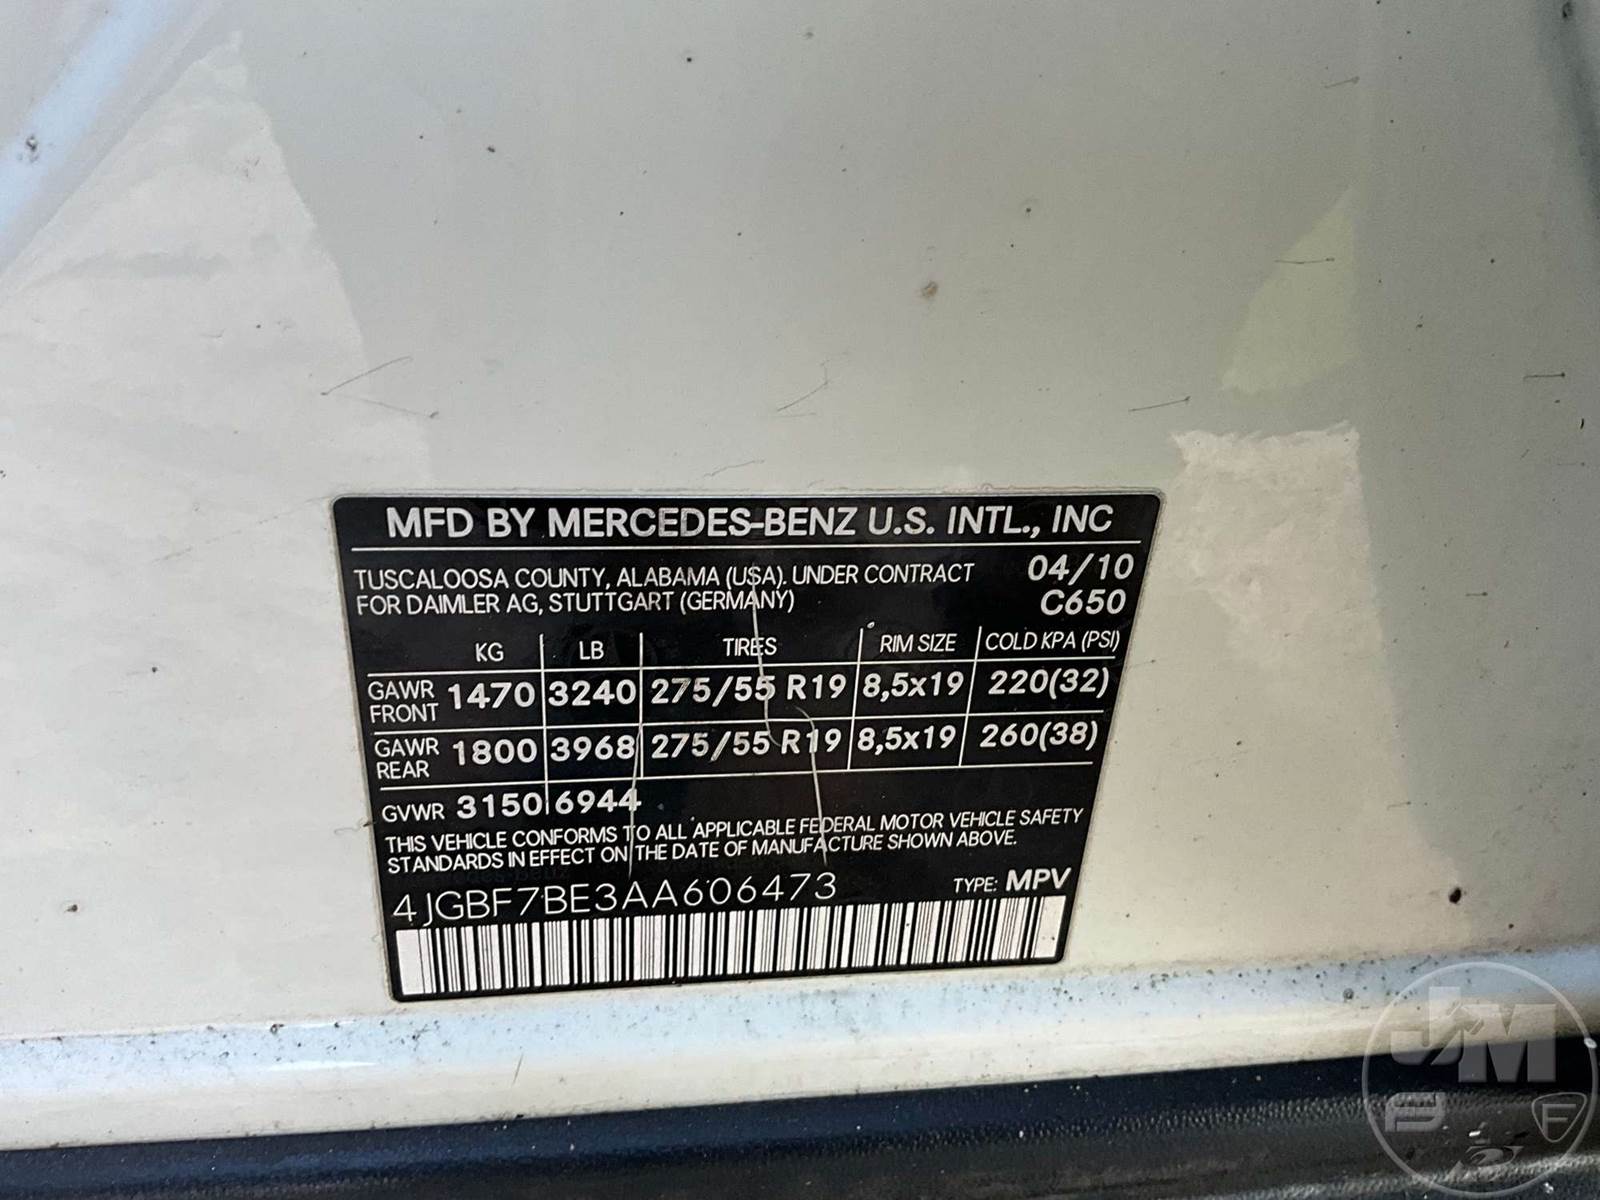 MFD BY MERCEDES-BENZ U.S. INTL., INC
TUSCALOOSA COUNTY, ALABAMA (USA). UNDER CONTRACT 04/10
FOR DAIMLER AG, STUTTGART (GERMANY) C650
KG LB TIRES RIM SIZE COLD KPA (PSI)
GAWR FRONT 1470 3240 275/55 R19 8,5x19 220(32)
GAWR REAR 1800 3968 275/55 R19 8,5x19 260(38)
GVWR 3150 6944
THIS VEHICLE CONFORMS TO ALL APPLICABLE FEDERAL MOTOR VEHICLE SAFETY
STANDARDS IN EFFECT ON THE DATE OF MANUFACTURE SHOWN ABOVE.
4JGBF7BE3AA606473 TYPE: MPV
JM
F